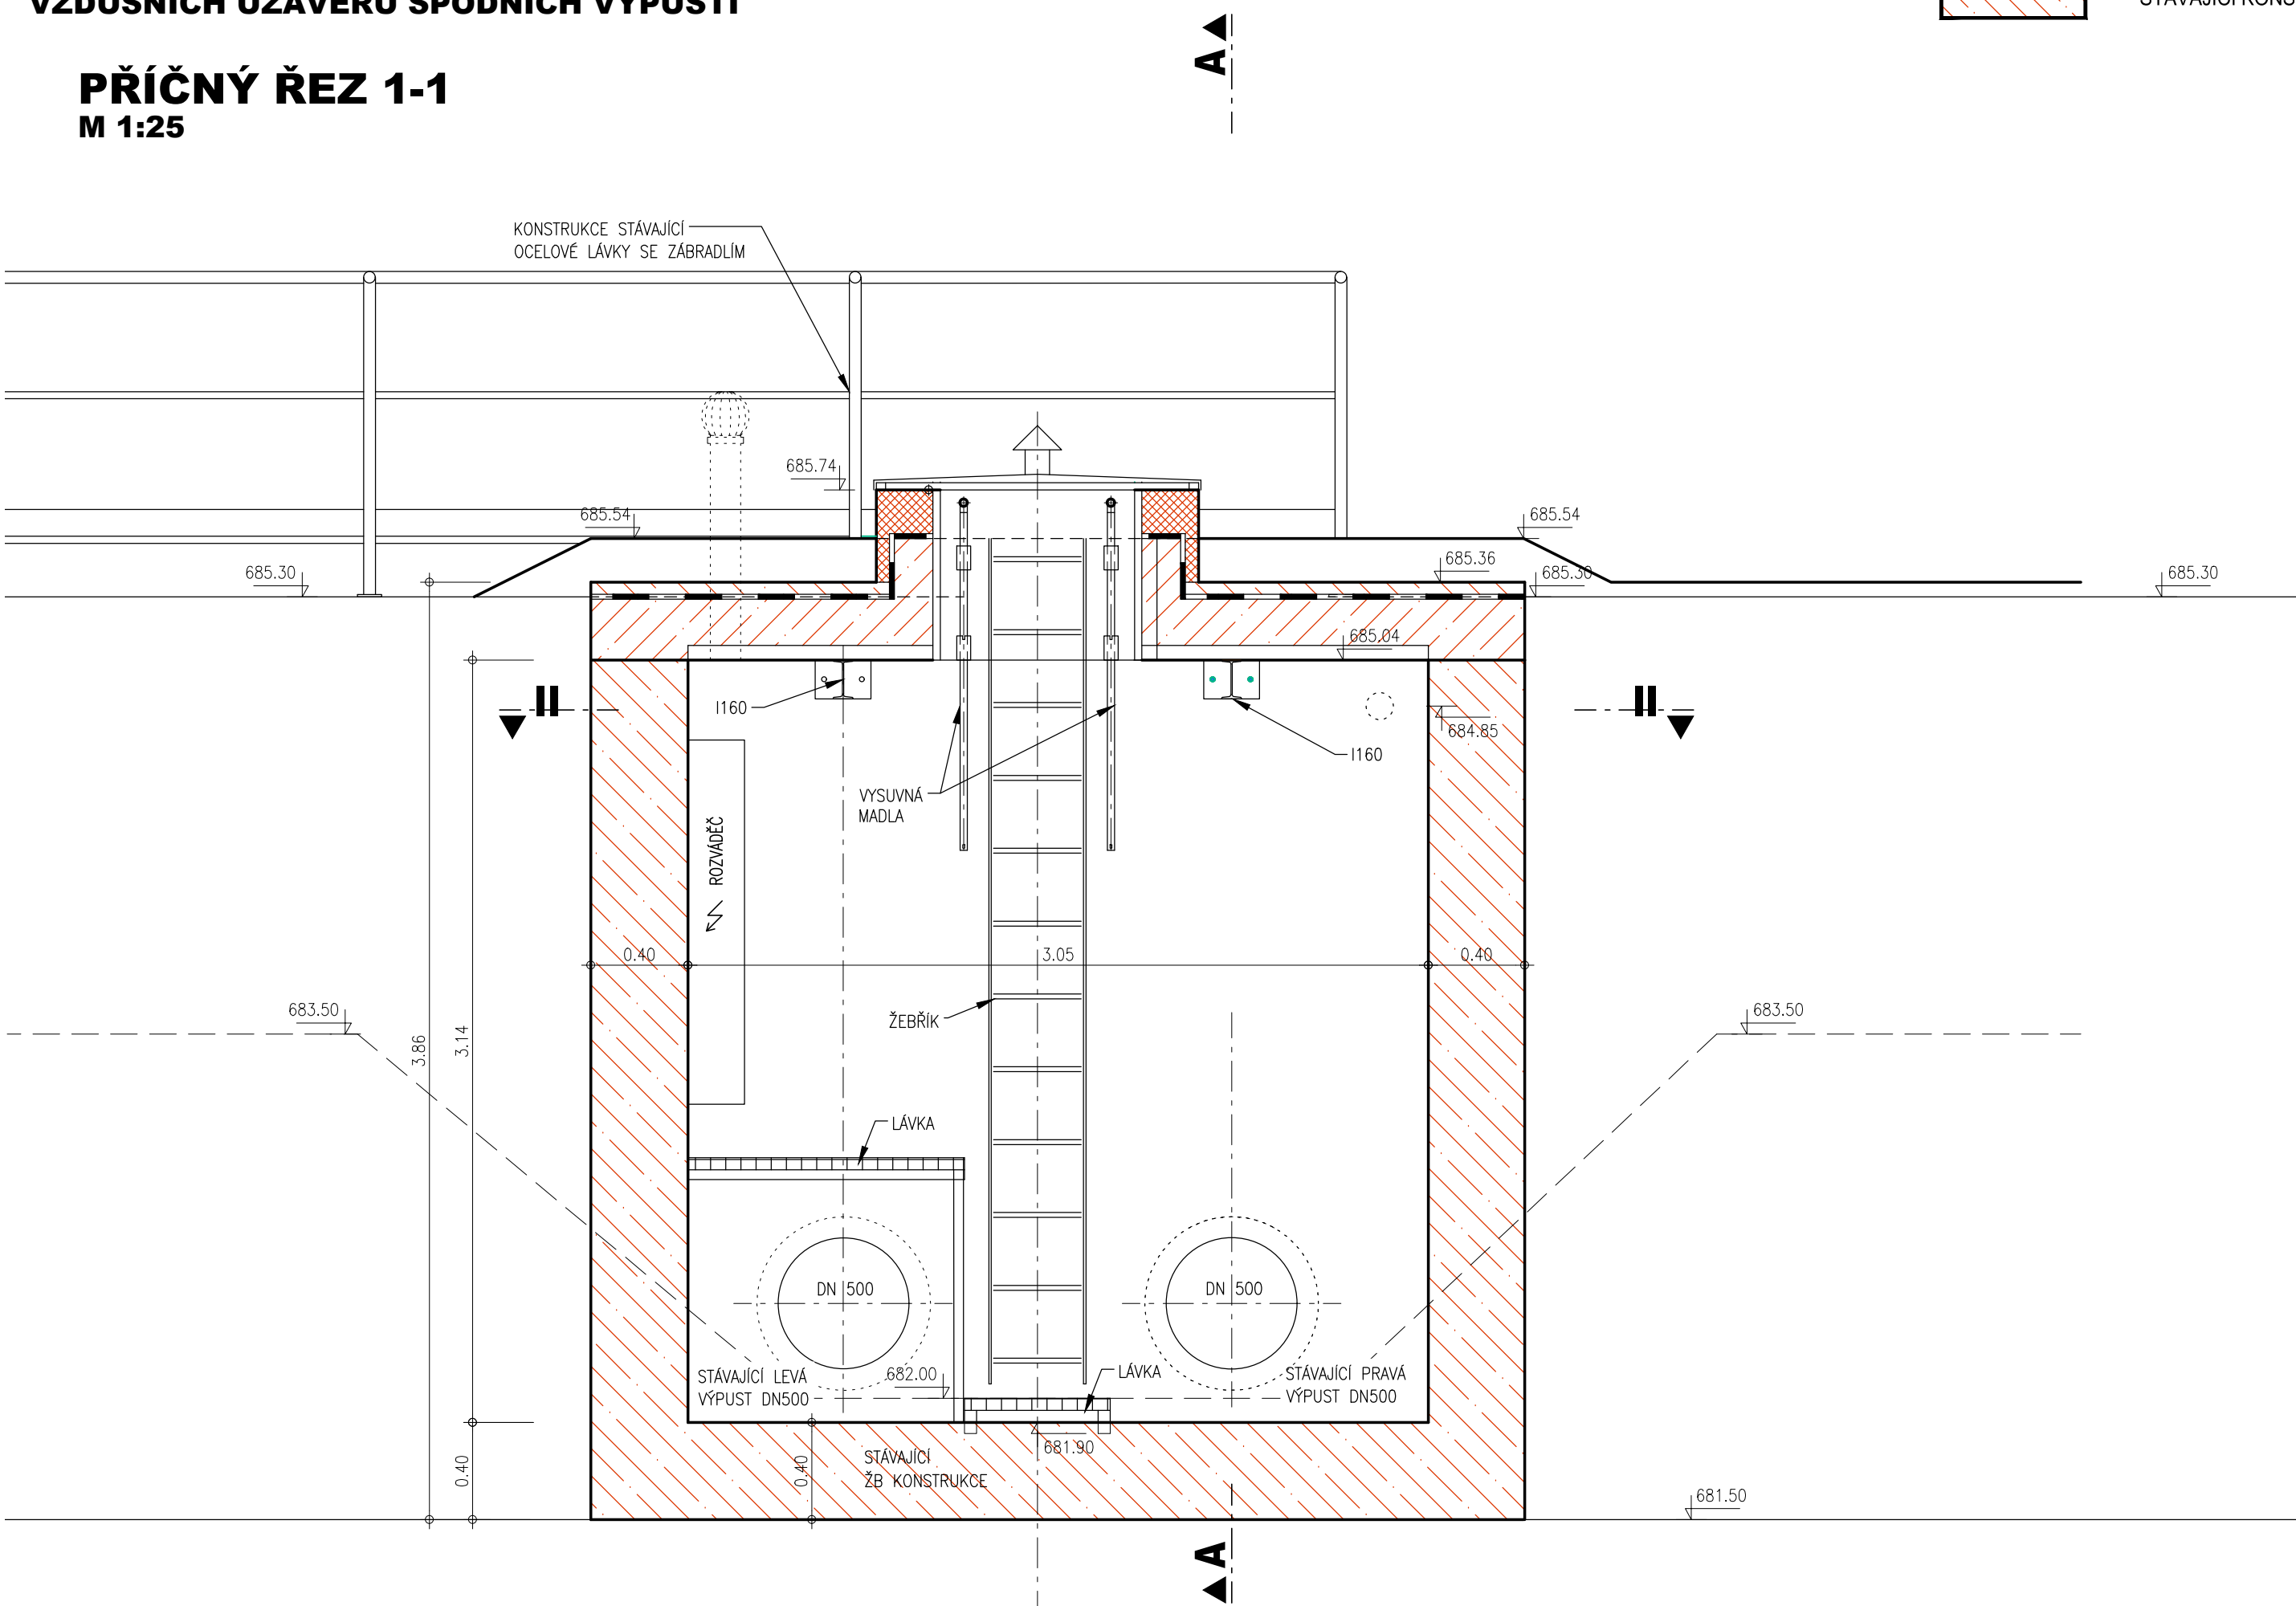 VZDUŠNÍCH UZÁVĚRŮ SPODNÍCH VÝPUSTÍ
PŘÍČNÝ ŘEZ 1-1
M 1:25
A
KONSTRUKCE STÁVAJÍCÍ
OCELOVÉ LÁVKY SE ZÁBRADLÍM
685.74
685.54
685.54
685.36
685.30
685.30
685.30
685.04
I160
II
II
684.85
I160
VYSUVNÁ
MADLA
ROZVÁDĚČ
0.40
3.05
0.40
683.50
683.50
ŽEBŘÍK
3.86
3.14
LÁVKA
DN 500
DN 500
STÁVAJÍCÍ LEVÁ
VÝPUST DN500
682.00
LÁVKA
STÁVAJÍCÍ PRAVÁ
VÝPUST DN500
681.90
0.40
0.40
STÁVAJÍCÍ
ŽB KONSTRUKCE
681.50
A